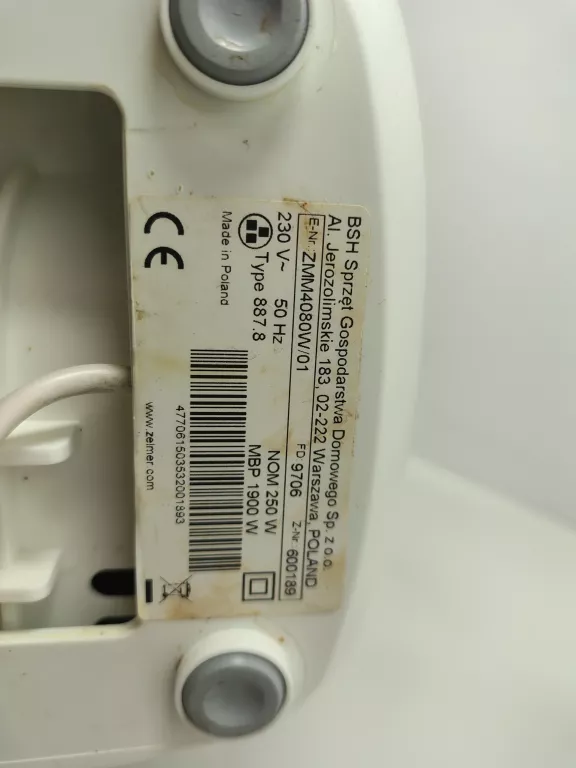 BSH Sprzęt Gospodarstwa Domowego Sp. z o.o.
Al. Jerozolimskie 183, 02-222 Warszawa, POLAND
E-Nr. ZMM4080W/01 FD 9706 Z-Nr. 600189
230 V~ 50 Hz NOM 250 W
Type 887.8 MBP 1900 W
Made in Poland
477061503532001893
CE www.zelmer.com